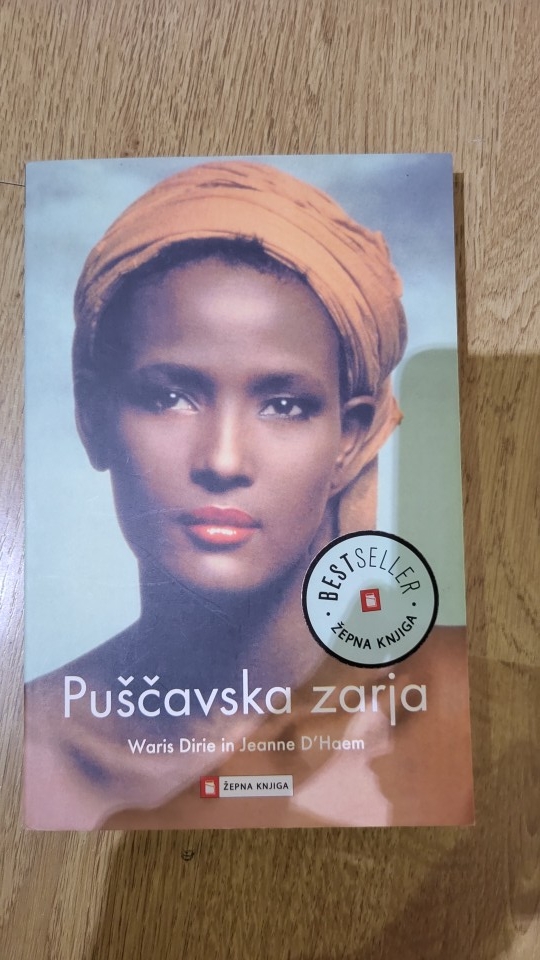 BESTSELLER
ŽEPNA KNJIGA
Puščavska zarja
Waris Dirie in Jeanne D'Haem
ŽEPNA KNJIGA